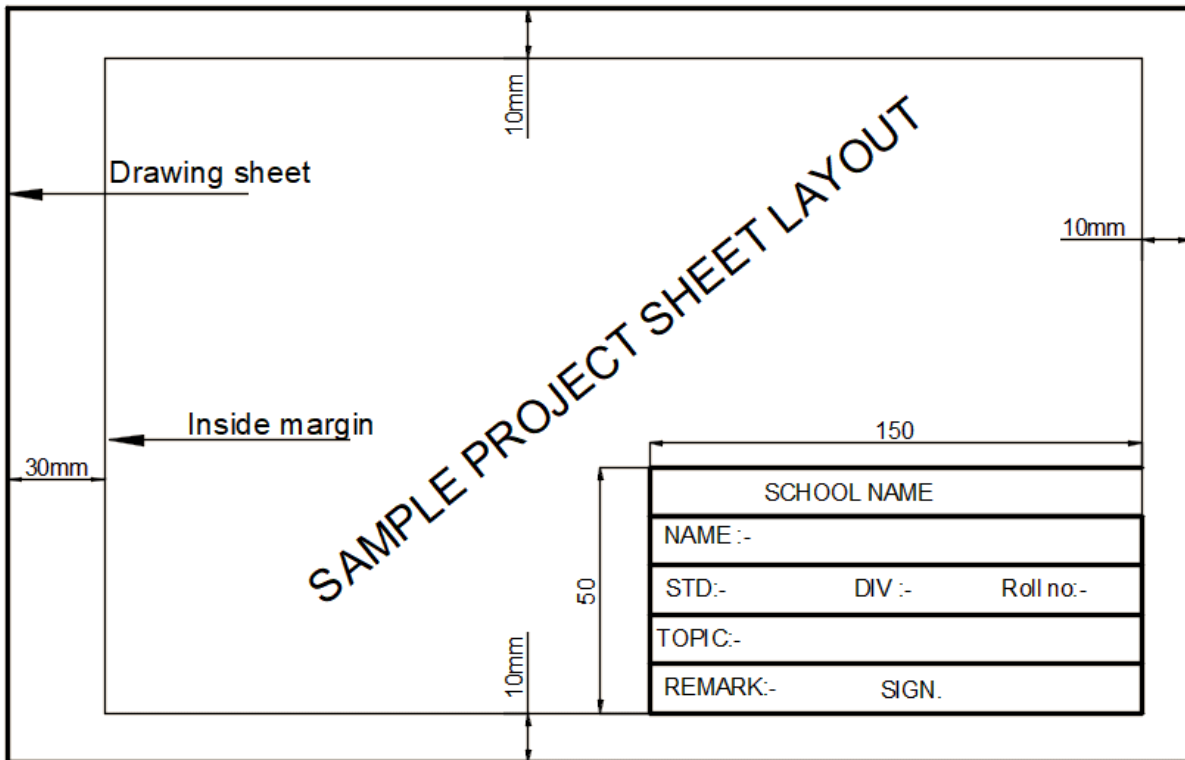 10mm
Drawing sheet
SAMPLE PROJECT SHEET LAYOUT
10mm
Inside margin
30mm
150
50
SCHOOL NAME
NAME :-
STD:- DIV :- Roll no:-
TOPIC:-
REMARK:- SIGN.
10mm